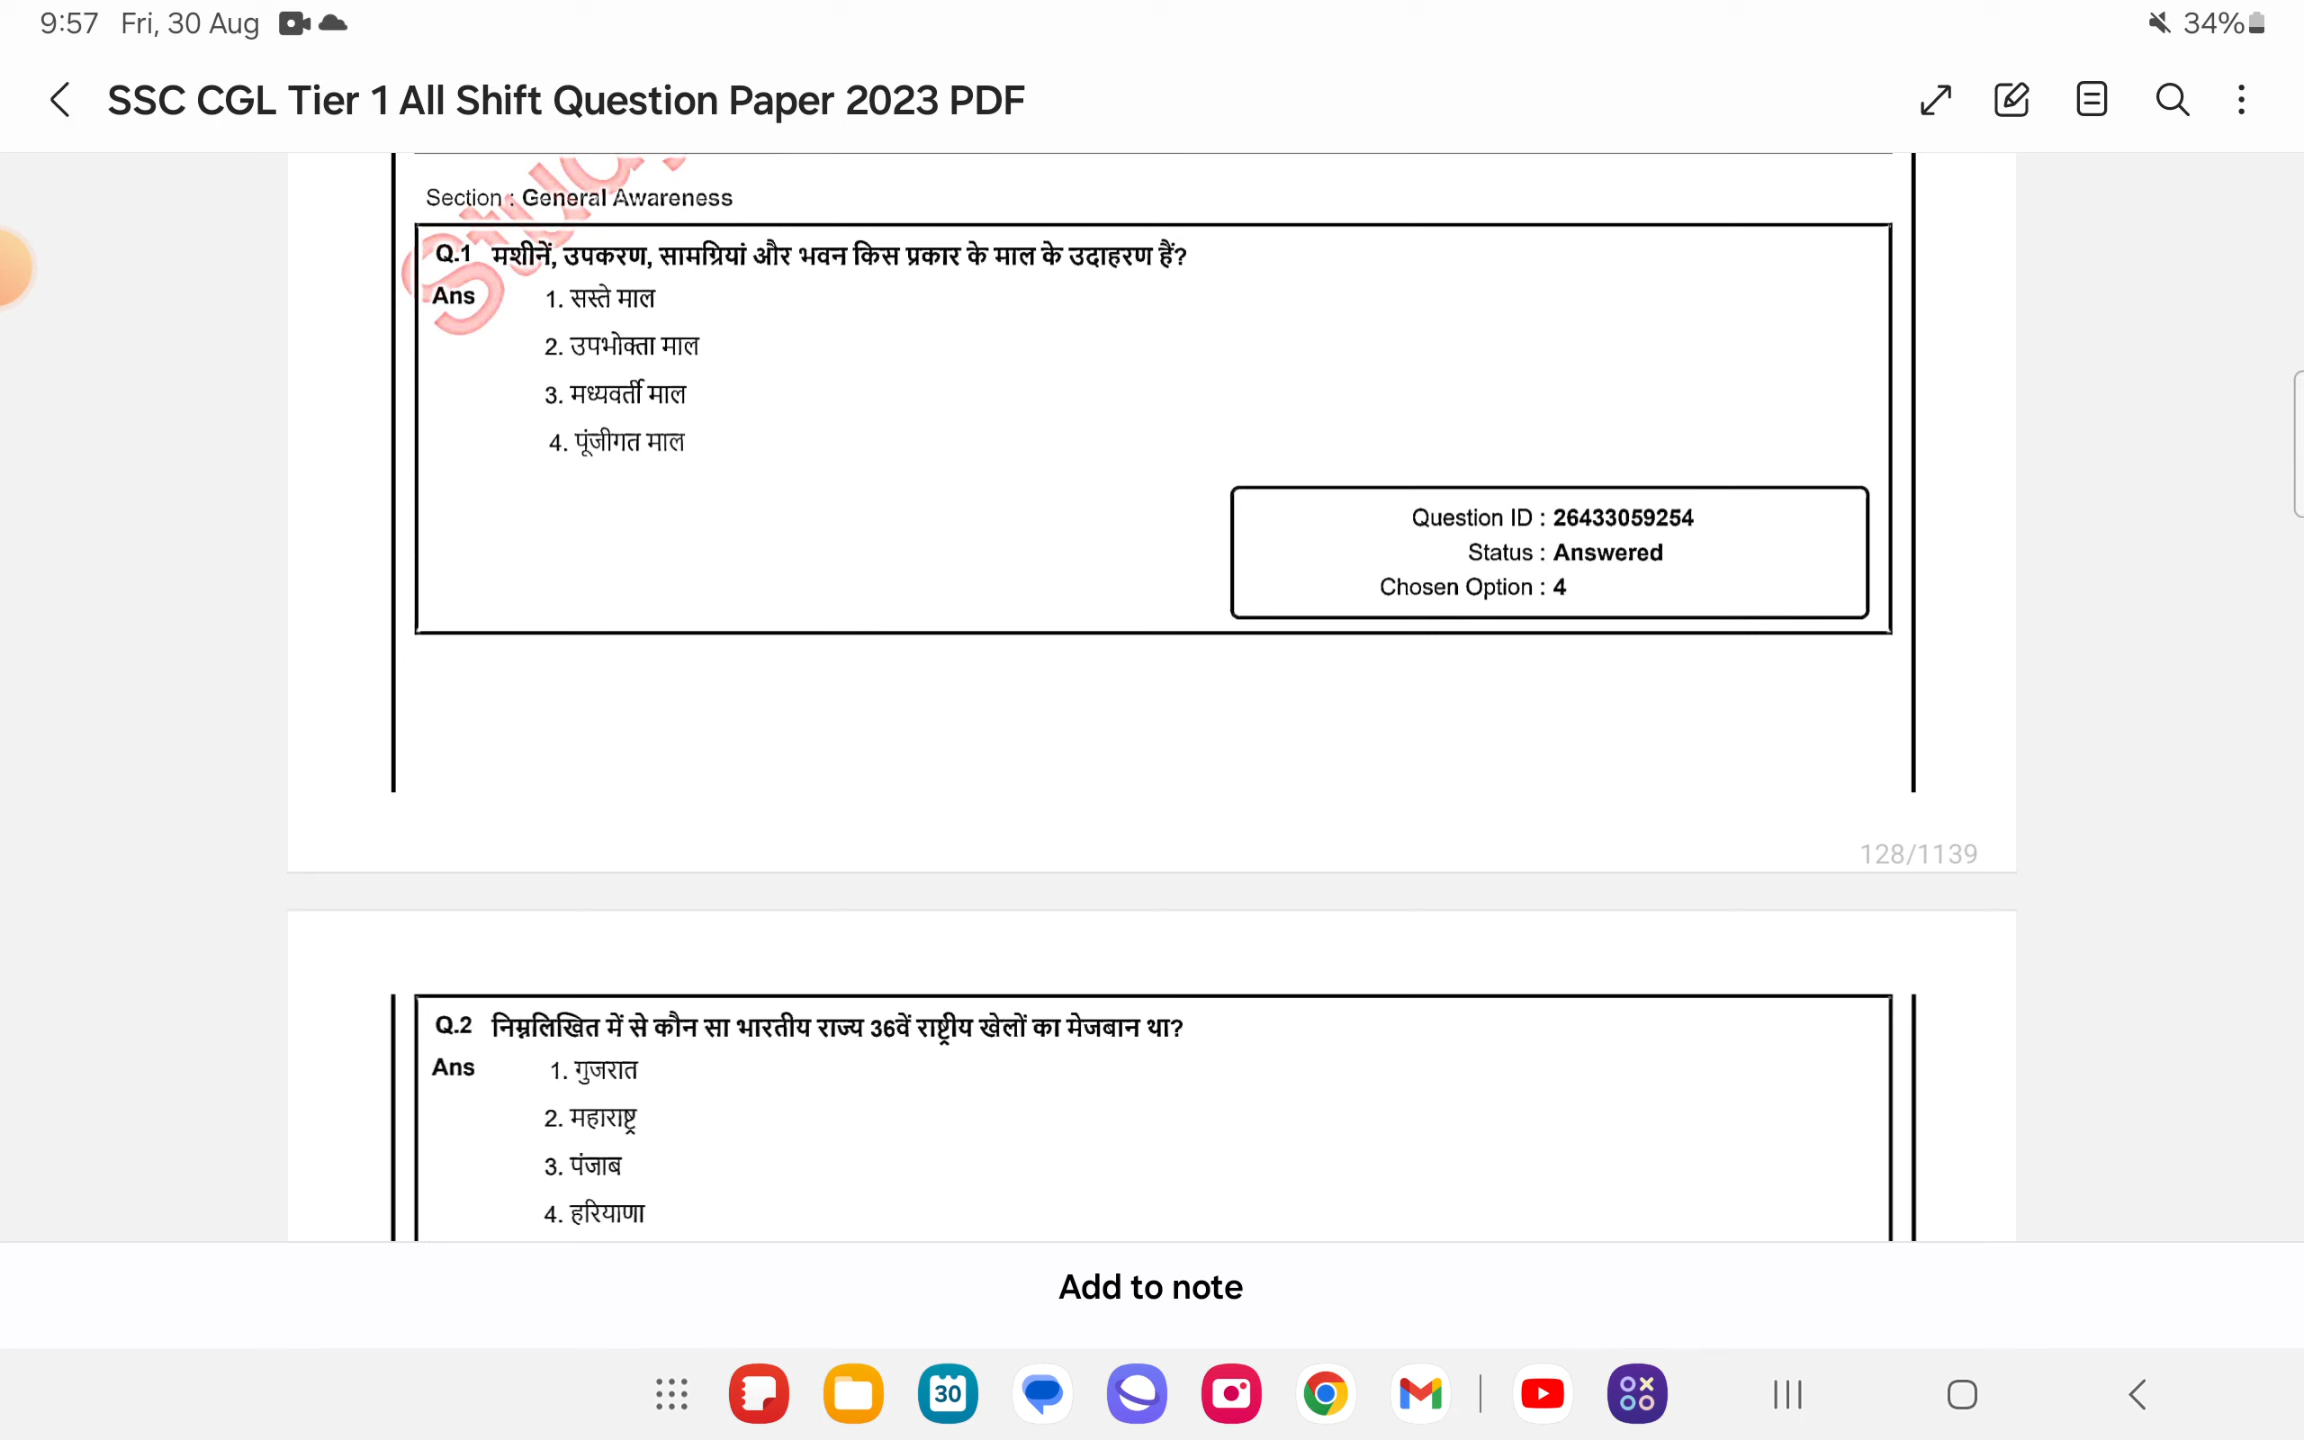 9:57 Fri, 30 Aug
34%
SSC CGL Tier 1 All Shift Question Paper 2023 PDF
Section : General Awareness
Q.1 मशीनें, उपकरण, सामग्रियां और भवन किस प्रकार के माल के उदाहरण हैं?
Ans 1. सस्ते माल
2. उपभोक्ता माल
3. मध्यवर्ती माल
4. पूंजीगत माल
Question ID : 26433059254
Status : Answered
Chosen Option : 4
128/1139
Q.2 निम्नलिखित में से कौन सा भारतीय राज्य 36वें राष्ट्रीय खेलों का मेजबान था?
Ans 1. गुजरात
2. महाराष्ट्र
3. पंजाब
4. हरियाणा
Add to note
30